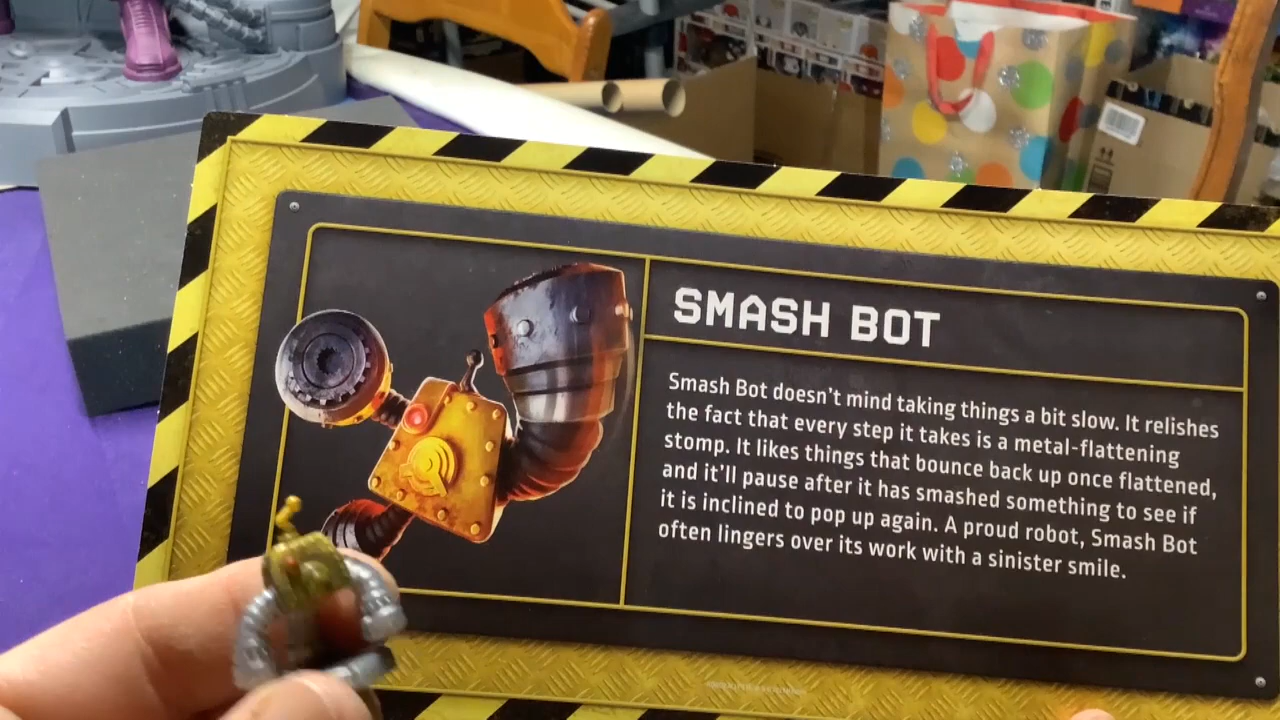 SMASH BOT
Smash Bot doesn't mind taking things a bit slow. It relishes
the fact that every step it takes is a metal-flattening
stomp. It likes things that bounce back up once flattened,
and it'll pause after it has smashed something to see if
it is inclined to pop up again. A proud robot, Smash Bot
often lingers over its work with a sinister smile.